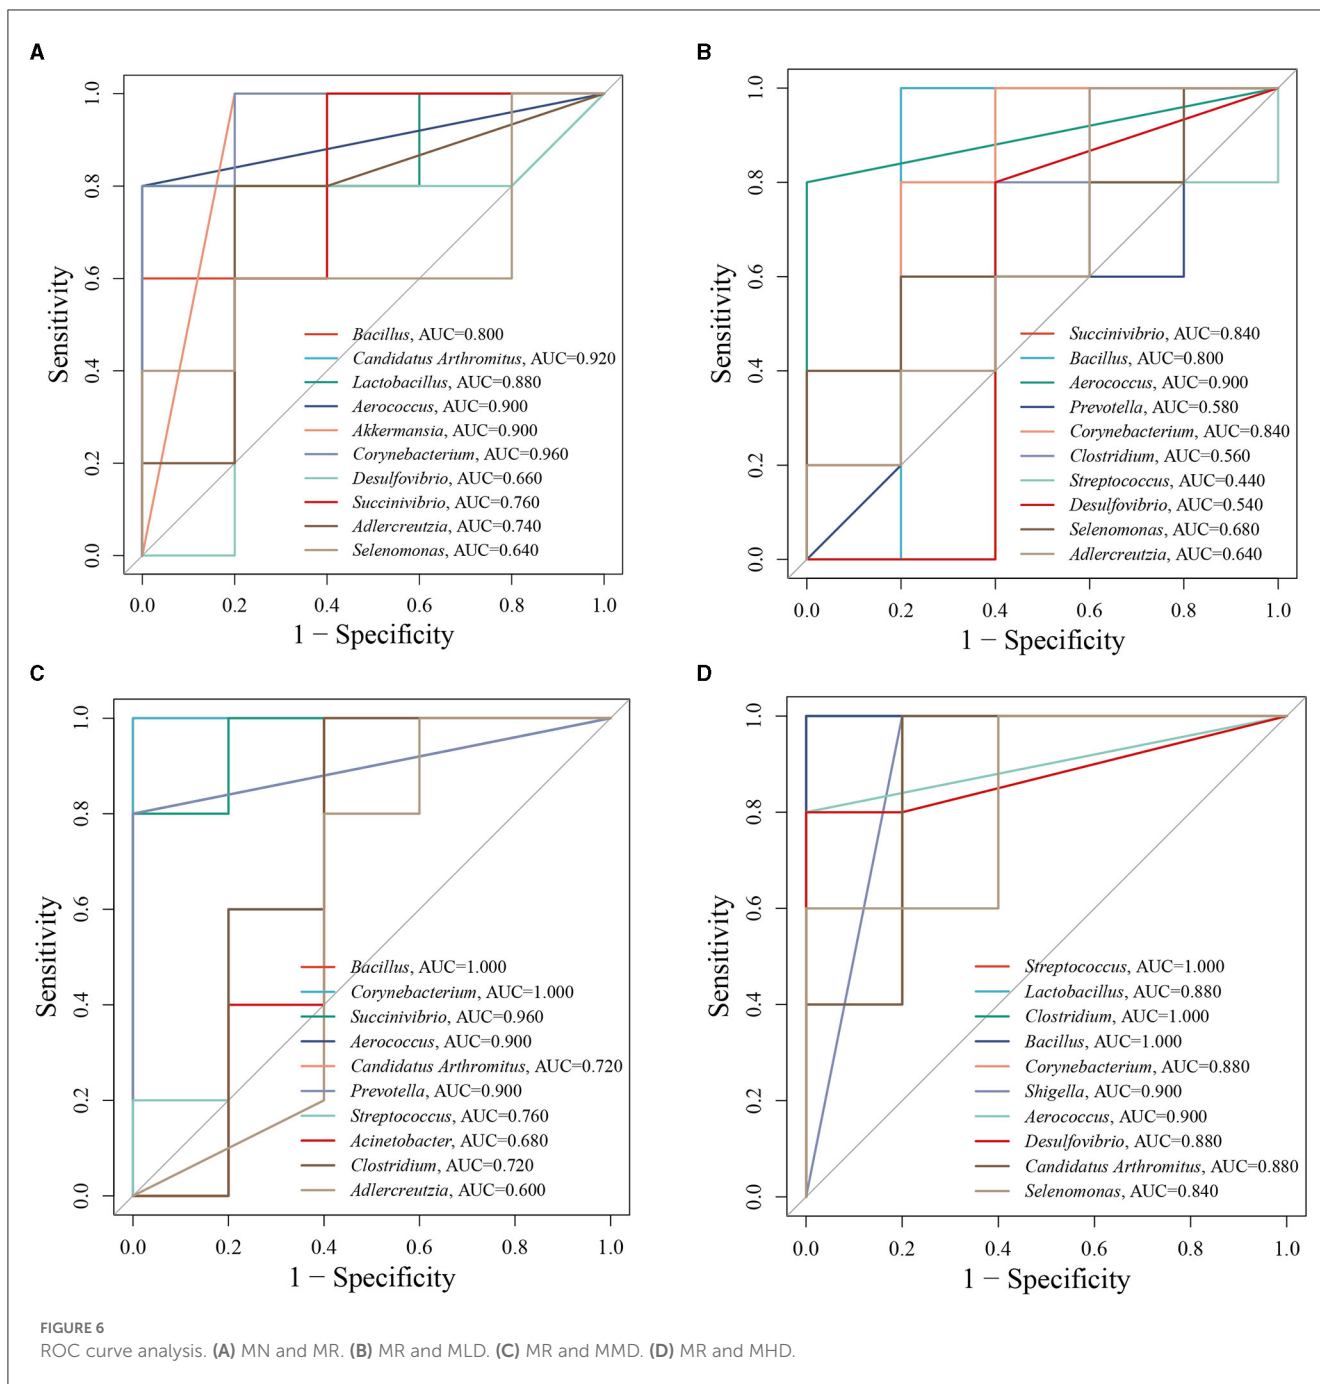 A
1.0
0.8
0.6
0.4
0.2
0.0
Sensitivity
Bacillus, AUC=0.800
Candidatus Arthromitus, AUC=0.920
Lactobacillus, AUC=0.880
Aerococcus, AUC=0.900
Akkermansia, AUC=0.900
Corynebacterium, AUC=0.960
Desulfovibrio, AUC=0.660
Succinivibrio, AUC=0.760
Adlercreutzia, AUC=0.740
Selenomonas, AUC=0.640
0.0 0.2 0.4 0.6 0.8 1.0
1 − Specificity
B
1.0
0.8
0.6
0.4
0.2
0.0
Sensitivity
Succinivibrio, AUC=0.840
Bacillus, AUC=0.800
Aerococcus, AUC=0.900
Prevotella, AUC=0.580
Corynebacterium, AUC=0.840
Clostridium, AUC=0.560
Streptococcus, AUC=0.440
Desulfovibrio, AUC=0.540
Selenomonas, AUC=0.680
Adlercreutzia, AUC=0.640
0.0 0.2 0.4 0.6 0.8 1.0
1 − Specificity
C
1.0
0.8
0.6
0.4
0.2
0.0
Sensitivity
Bacillus, AUC=1.000
Corynebacterium, AUC=1.000
Succinivibrio, AUC=0.960
Aerococcus, AUC=0.900
Candidatus Arthromitus, AUC=0.720
Prevotella, AUC=0.900
Streptococcus, AUC=0.760
Acinetobacter, AUC=0.680
Clostridium, AUC=0.720
Adlercreutzia, AUC=0.600
0.0 0.2 0.4 0.6 0.8 1.0
1 − Specificity
D
1.0
0.8
0.6
0.4
0.2
0.0
Sensitivity
Streptococcus, AUC=1.000
Lactobacillus, AUC=0.880
Clostridium, AUC=1.000
Bacillus, AUC=1.000
Corynebacterium, AUC=0.880
Shigella, AUC=0.900
Aerococcus, AUC=0.900
Desulfovibrio, AUC=0.880
Candidatus Arthromitus, AUC=0.880
Selenomonas, AUC=0.840
0.0 0.2 0.4 0.6 0.8 1.0
1 − Specificity
FIGURE 6
ROC curve analysis. (A) MN and MR. (B) MR and MLD. (C) MR and MMD. (D) MR and MHD.